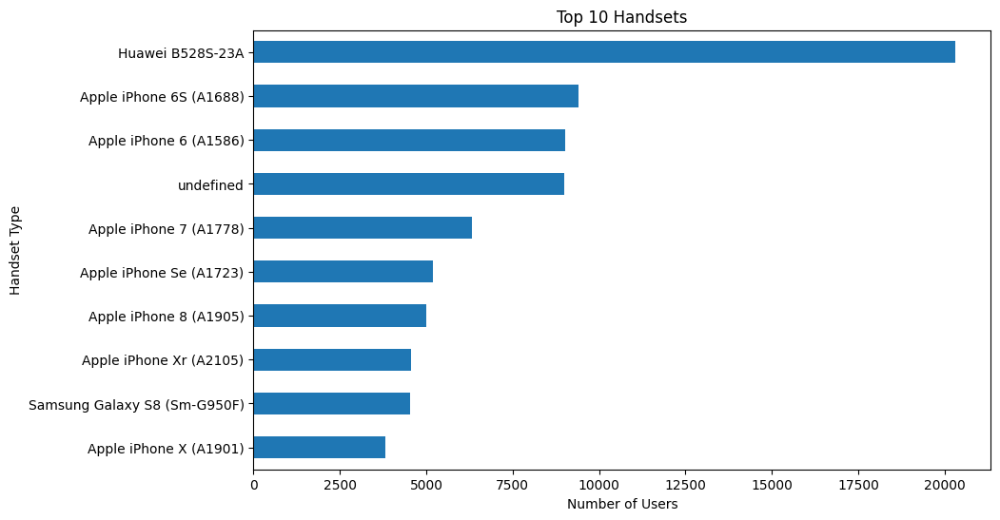 Top 10 Handsets
Handset Type
Huawei B528S-23A
Apple iPhone 6S (A1688)
Apple iPhone 6 (A1586)
undefined
Apple iPhone 7 (A1778)
Apple iPhone Se (A1723)
Apple iPhone 8 (A1905)
Apple iPhone Xr (A2105)
Samsung Galaxy S8 (Sm-G950F)
Apple iPhone X (A1901)
0 2500 5000 7500 10000 12500 15000 17500 20000
Number of Users